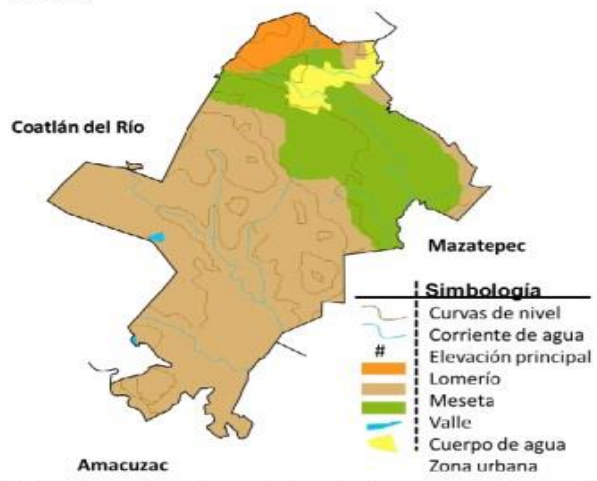 Coatlán del Río
Mazatepec
Simbología
Curvas de nivel
Corriente de agua
# Elevación principal
Lomerío
Meseta
Valle
Cuerpo de agua
Zona urbana
Amacuzac